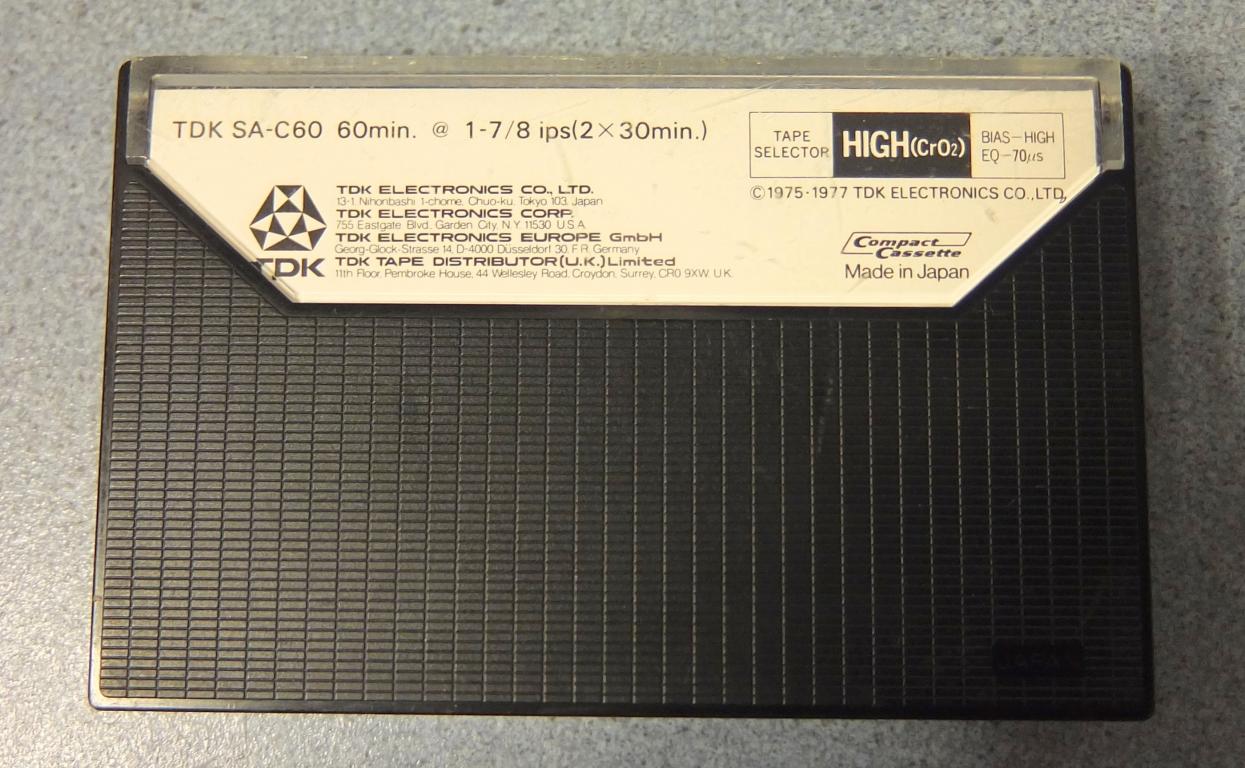 TDK SA-C60 60min. @ 1-7/8 ips(2×30min.)
TAPE SELECTOR HIGH(CrO₂) BIAS-HIGH EQ-70μs
©1975·1977 TDK ELECTRONICS CO.,LTD,
TDK
TDK ELECTRONICS CO., LTD.
13-1, Nihonbashi 1-chome, Chuo-ku, Tokyo 103, Japan
TDK ELECTRONICS CORP.
755 Eastgate Blvd., Garden City, N.Y. 11530 U.S.A.
TDK ELECTRONICS EUROPE GmbH
Georg-Glock-Strasse 14, D-4000 Düsseldorf 30, F.R. Germany
TDK TAPE DISTRIBUTOR(U.K.)Limited
11th Floor, Pembroke House, 44 Wellesley Road, Croydon, Surrey, CR0 9XW U.K.
Compact
Cassette
Made in Japan
JAPAN